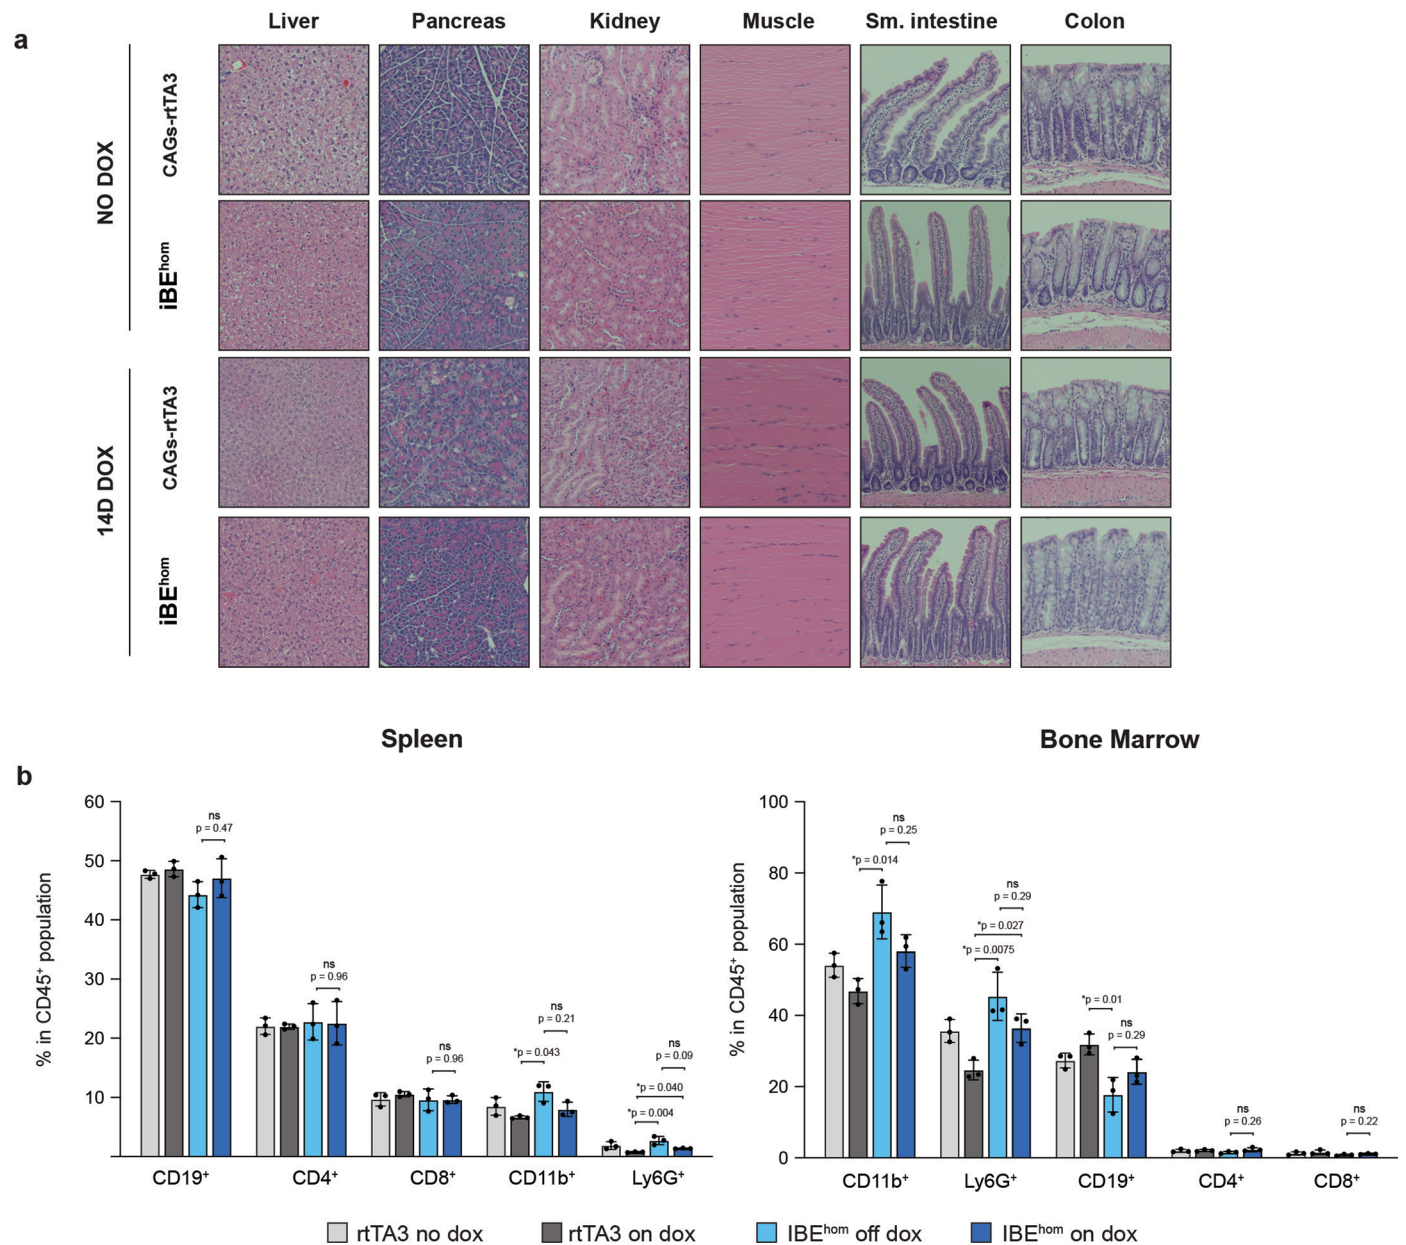 a
Liver Pancreas Kidney Muscle Sm. intestine Colon
NO DOX
CAGs-rtTA3
iBEhom
14D DOX
CAGs-rtTA3
iBEhom
b
Spleen
% in CD45+ population
60
50
40
30
20
10
ns
p = 0.47
ns
p = 0.96
ns
p = 0.96
*p = 0.043
ns
p = 0.21
*p = 0.004
*p = 0.040
ns
p = 0.09
CD19+ CD4+ CD8+ CD11b+ Ly6G+
Bone Marrow
% in CD45+ population
100
80
60
40
20
0
*p = 0.014
ns
p = 0.25
*p = 0.0075
*p = 0.027
ns
p = 0.29
*p = 0.01
ns
p = 0.29
ns
p = 0.26
ns
p = 0.22
CD11b+ Ly6G+ CD19+ CD4+ CD8+
rtTA3 no dox rtTA3 on dox IBEhom off dox IBEhom on dox